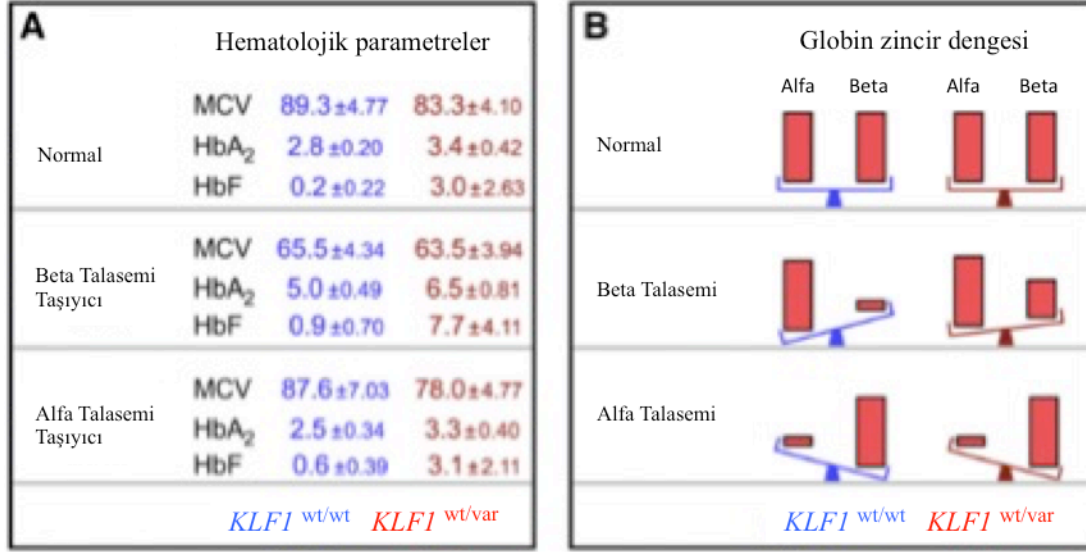 A
Hematolojik parametreler
Normal
MCV 89.3±4.77 83.3±4.10
HbA2 2.8±0.20 3.4±0.42
HbF 0.2±0.22 3.0±2.63
Beta Talasemi
Taşıyıcı
MCV 65.5±4.34 63.5±3.94
HbA2 5.0±0.49 6.5±0.81
HbF 0.9±0.70 7.7±4.11
Alfa Talasemi
Taşıyıcı
MCV 87.6±7.03 78.0±4.77
HbA2 2.5±0.34 3.3±0.40
HbF 0.6±0.39 3.1±2.11
KLF1 wt/wt KLF1 wt/var
B
Globin zincir dengesi
Alfa Beta Alfa Beta
Normal
Beta Talasemi
Alfa Talasemi
KLF1 wt/wt KLF1 wt/var